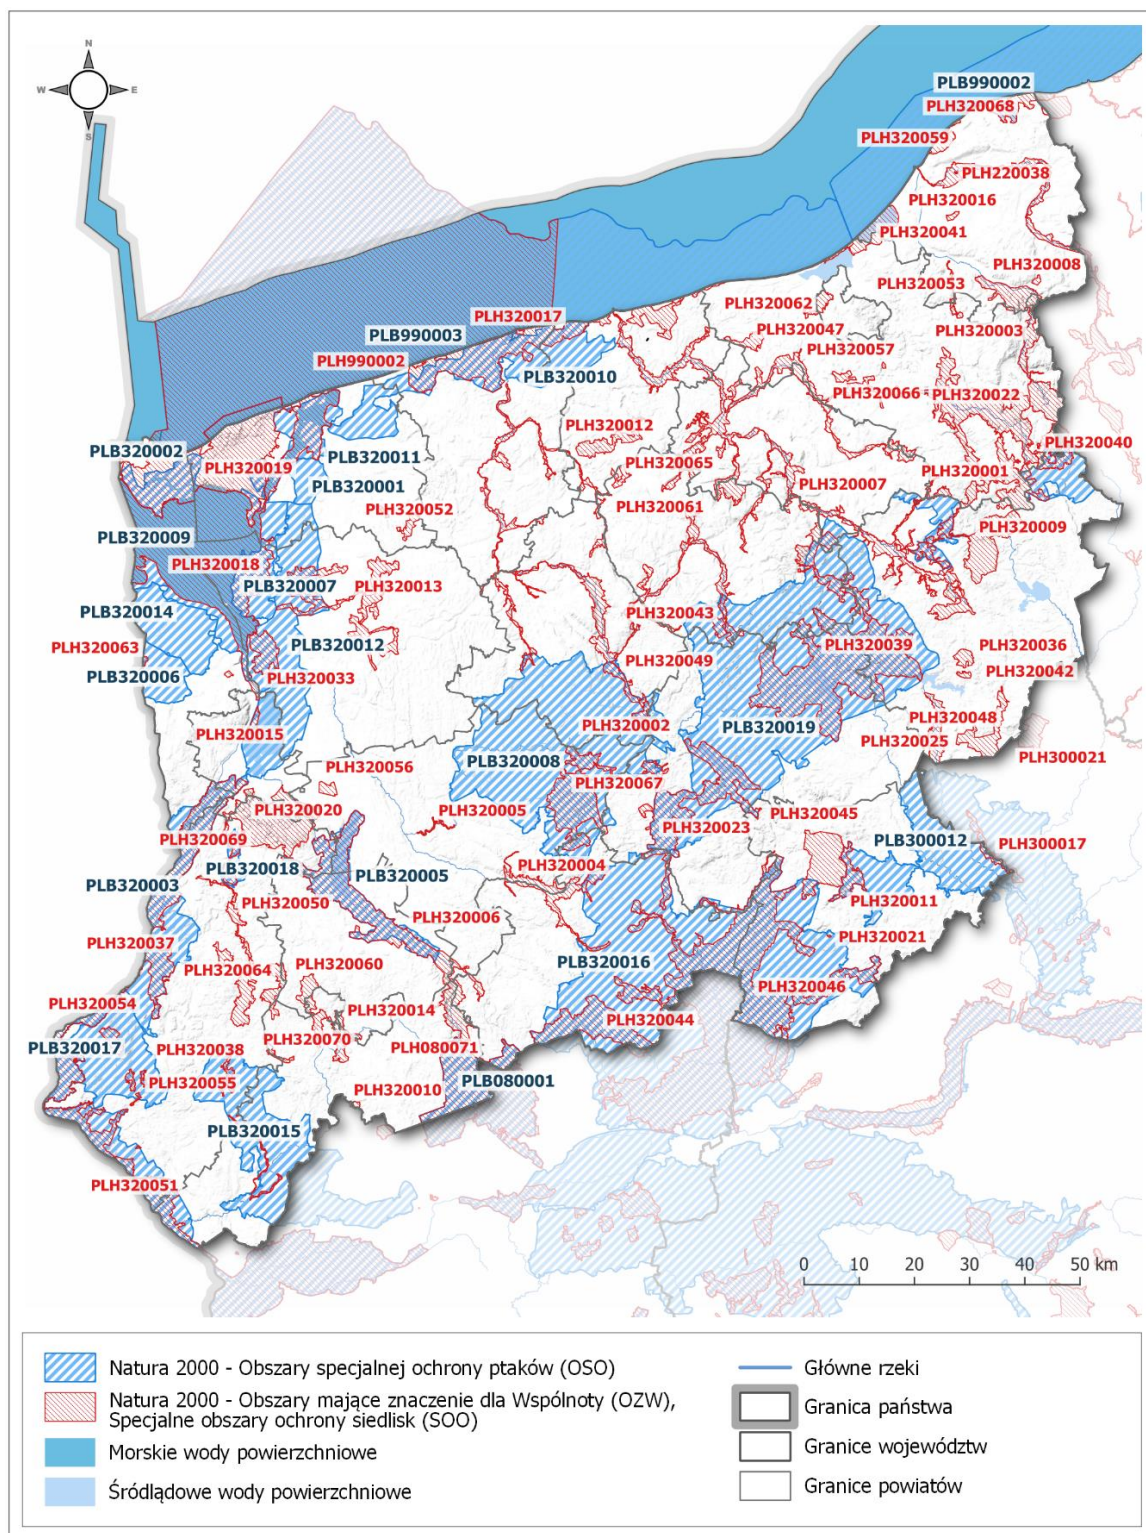 N
W
E
S
PLB990002
PLH320068
PLH320059
PLH220038
PLH320016
PLH320041
PLH320008
PLH320053
PLH320062
PLH320017
PLH320047
PLH320003
PLB990003
PLH320057
PLH990002
PLB320010
PLH320066
PLH320022
PLH320012
PLH320040
PLB320002
PLB320011
PLH320019
PLH320065
PLH320001
PLB320001
PLH320007
PLH320052
PLH320061
PLH320009
PLB320009
PLH320018
PLB320007
PLH320013
PLB320014
PLH320043
PLH320063
PLB320012
PLH320039
PLH320036
PLH320049
PLB320006
PLH320033
PLH320042
PLH320002
PLH320048
PLH320015
PLB320019
PLH320025
PLH300021
PLB320008
PLH320056
PLH320067
PLH320020
PLH320005
PLH320045
PLH320023
PLH320069
PLB300012
PLH300017
PLB320018
PLH320004
PLB320005
PLB320003
PLH320050
PLH320011
PLH320006
PLH320021
PLH320037
PLB320016
PLH320064
PLH320060
PLH320046
PLH320054
PLH320014
PLH320044
PLH320070
PLB320017
PLH320038
PLH080071
PLH320055
PLB080001
PLH320010
PLB320015
PLH320051
0 10 20 30 40 50 km
Natura 2000 - Obszary specjalnej ochrony ptaków (OSO)
Natura 2000 - Obszary mające znaczenie dla Wspólnoty (OZW),
Specjalne obszary ochrony siedlisk (SOO)
Morskie wody powierzchniowe
Śródlądowe wody powierzchniowe
Główne rzeki
Granica państwa
Granice województw
Granice powiatów